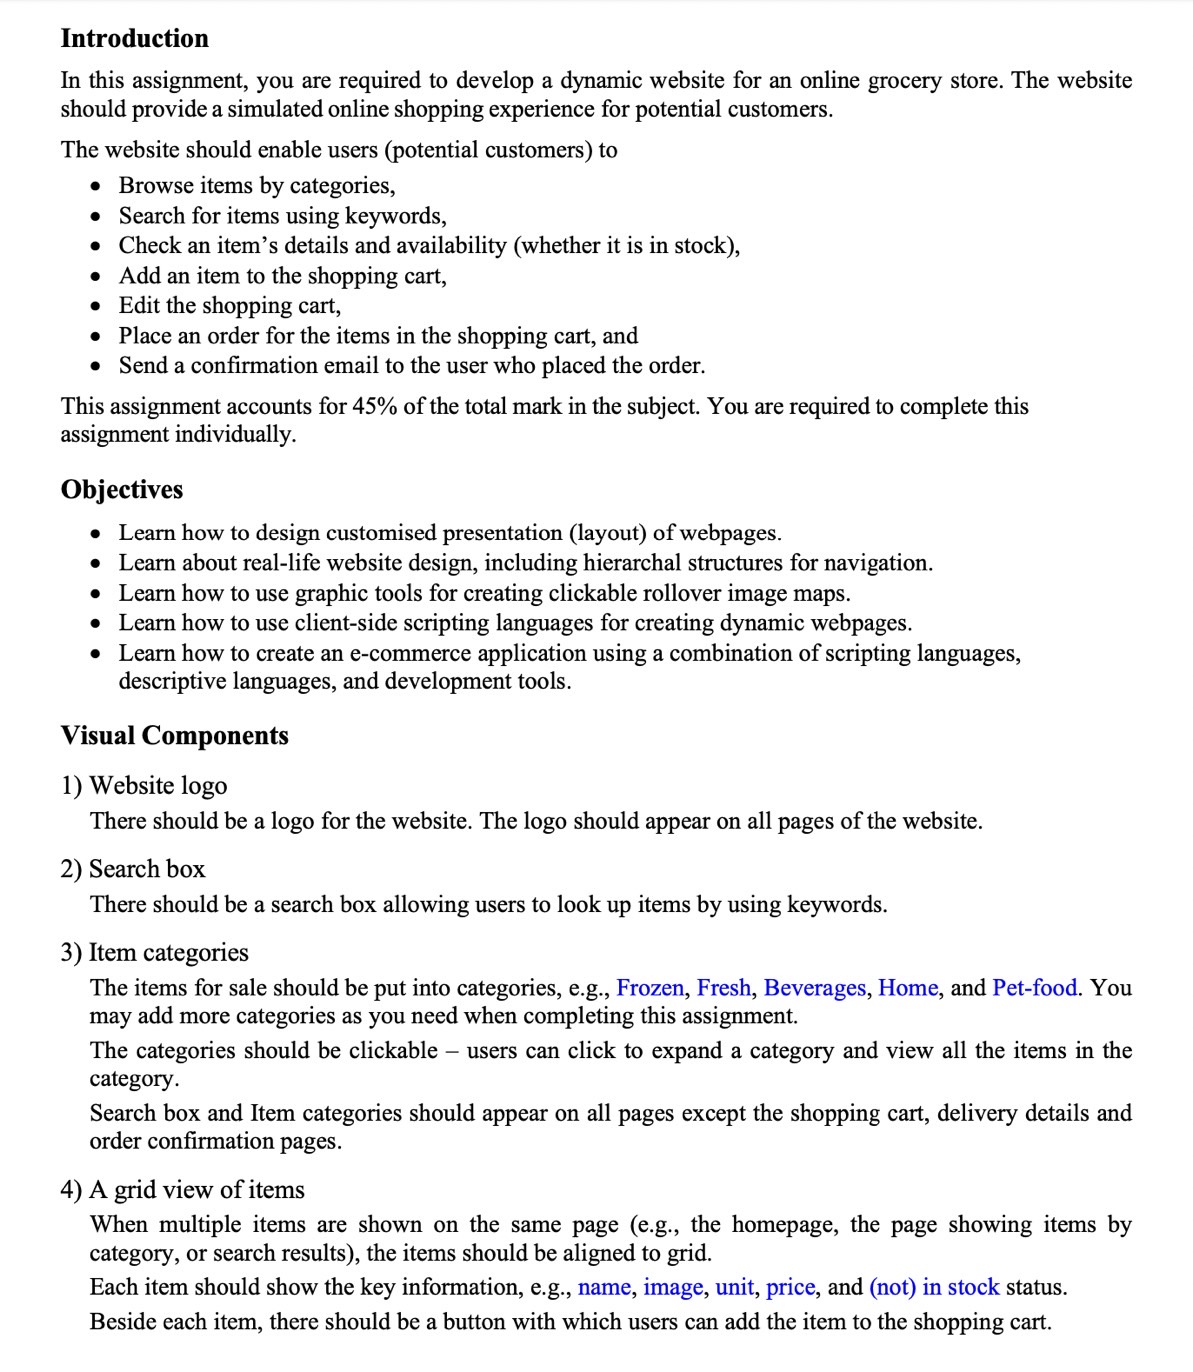 Introduction
In this assignment, you are required to develop a dynamic website for an online grocery store. The website
should provide a simulated online shopping experience for potential customers.
The website should enable users (potential customers) to
• Browse items by categories,
• Search for items using keywords,
• Check an item’s details and availability (whether it is in stock),
• Add an item to the shopping cart,
• Edit the shopping cart,
• Place an order for the items in the shopping cart, and
• Send a confirmation email to the user who placed the order.
This assignment accounts for 45% of the total mark in the subject. You are required to complete this
assignment individually.
Objectives
• Learn how to design customised presentation (layout) of webpages.
• Learn about real-life website design, including hierarchal structures for navigation.
• Learn how to use graphic tools for creating clickable rollover image maps.
• Learn how to use client-side scripting languages for creating dynamic webpages.
• Learn how to create an e-commerce application using a combination of scripting languages,
descriptive languages, and development tools.
Visual Components
1) Website logo
There should be a logo for the website. The logo should appear on all pages of the website.
2) Search box
There should be a search box allowing users to look up items by using keywords.
3) Item categories
The items for sale should be put into categories, e.g., Frozen, Fresh, Beverages, Home, and Pet-food. You
may add more categories as you need when completing this assignment.
The categories should be clickable – users can click to expand a category and view all the items in the
category.
Search box and Item categories should appear on all pages except the shopping cart, delivery details and
order confirmation pages.
4) A grid view of items
When multiple items are shown on the same page (e.g., the homepage, the page showing items by
category, or search results), the items should be aligned to grid.
Each item should show the key information, e.g., name, image, unit, price, and (not) in stock status.
Beside each item, there should be a button with which users can add the item to the shopping cart.